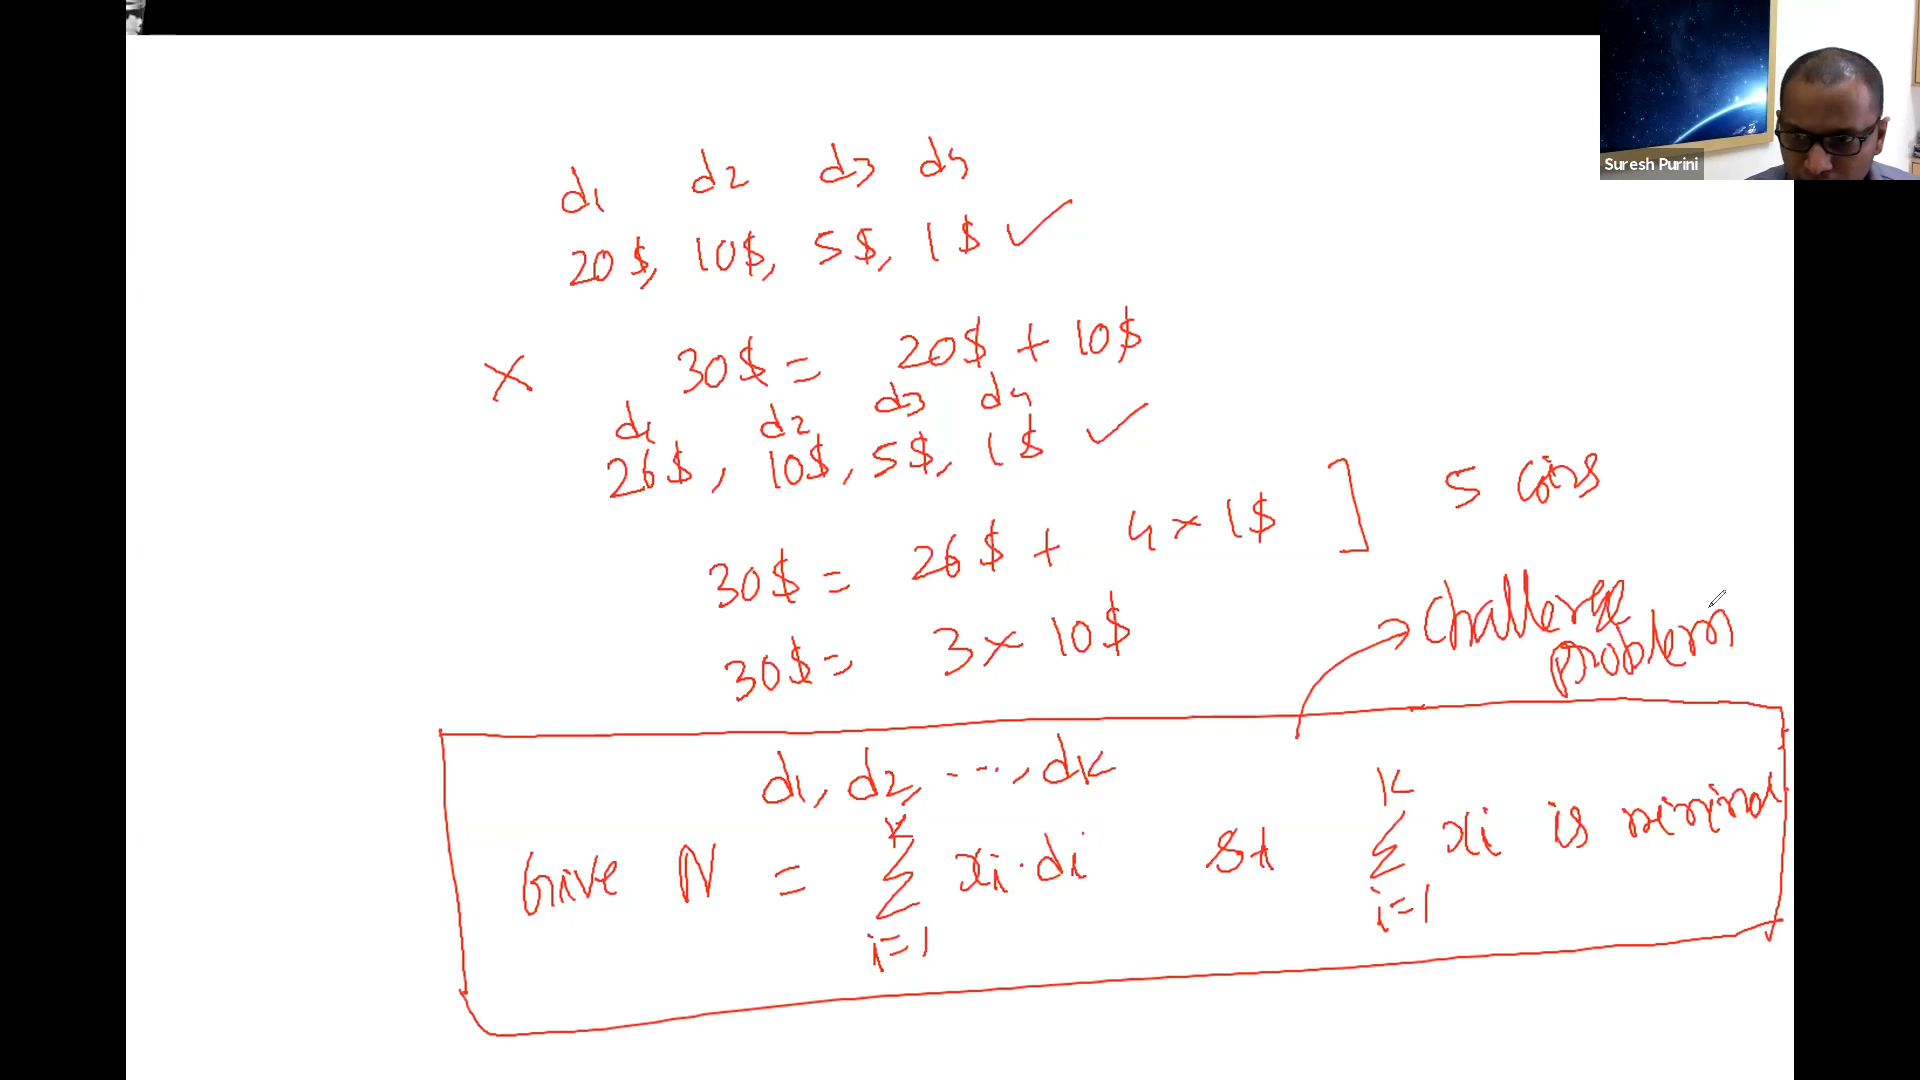 Suresh Purini
d1 d2 d3 d4
20$, 10$, 5$, 1$ ✓
× 30$ = 20$ + 10$
d1 d2 d3 d4
26$, 10$, 5$, 1$ ✓
30$ = 26$ + 4 × 1$ ] 5 coins
30$ = 3 × 10$
→ Challenge
problem
d1, d2, ---, dk
Give N = k∑i=1 xi·di st k∑i=1 xi is minimal